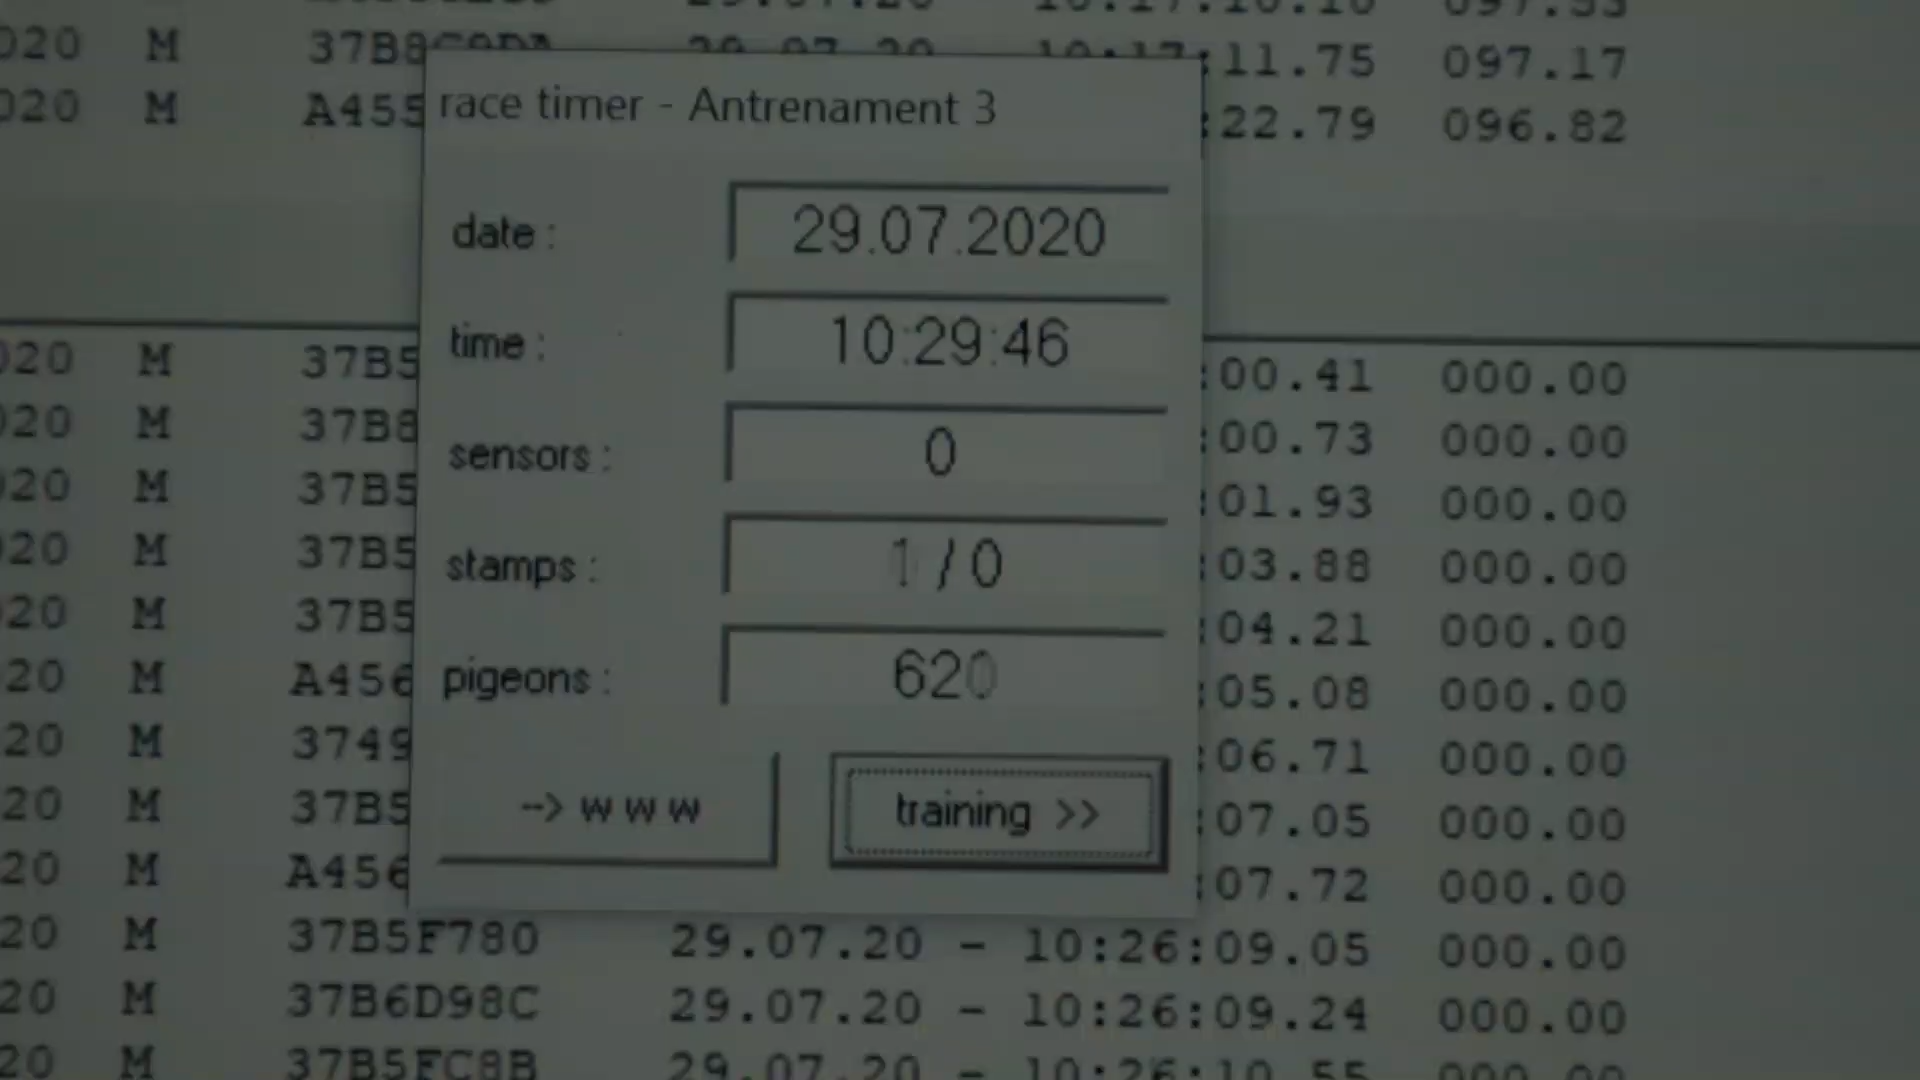 020 M 37B8C9DA 29.07.20 10:17:11.75 097.17
020 M A455 :22.79 096.82
race timer - Antrenament 3
date : 29.07.2020
time : 10:29:46
sensors : 0
stamps : 1 / 0
pigeons : 620
--> w w w training >>
020 M 37B5 :00.41 000.00
020 M 37B8 :00.73 000.00
020 M 37B5 :01.93 000.00
020 M 37B5 :03.88 000.00
020 M 37B5 :04.21 000.00
20 M A456 :05.08 000.00
20 M 3749 :06.71 000.00
20 M 37B5 :07.05 000.00
20 M A456 :07.72 000.00
20 M 37B5F780 29.07.20 - 10:26:09.05 000.00
20 M 37B6D98C 29.07.20 - 10:26:09.24 000.00
20 M 37B5FC8B 29.07.20 - 10:26:10.55 000.00